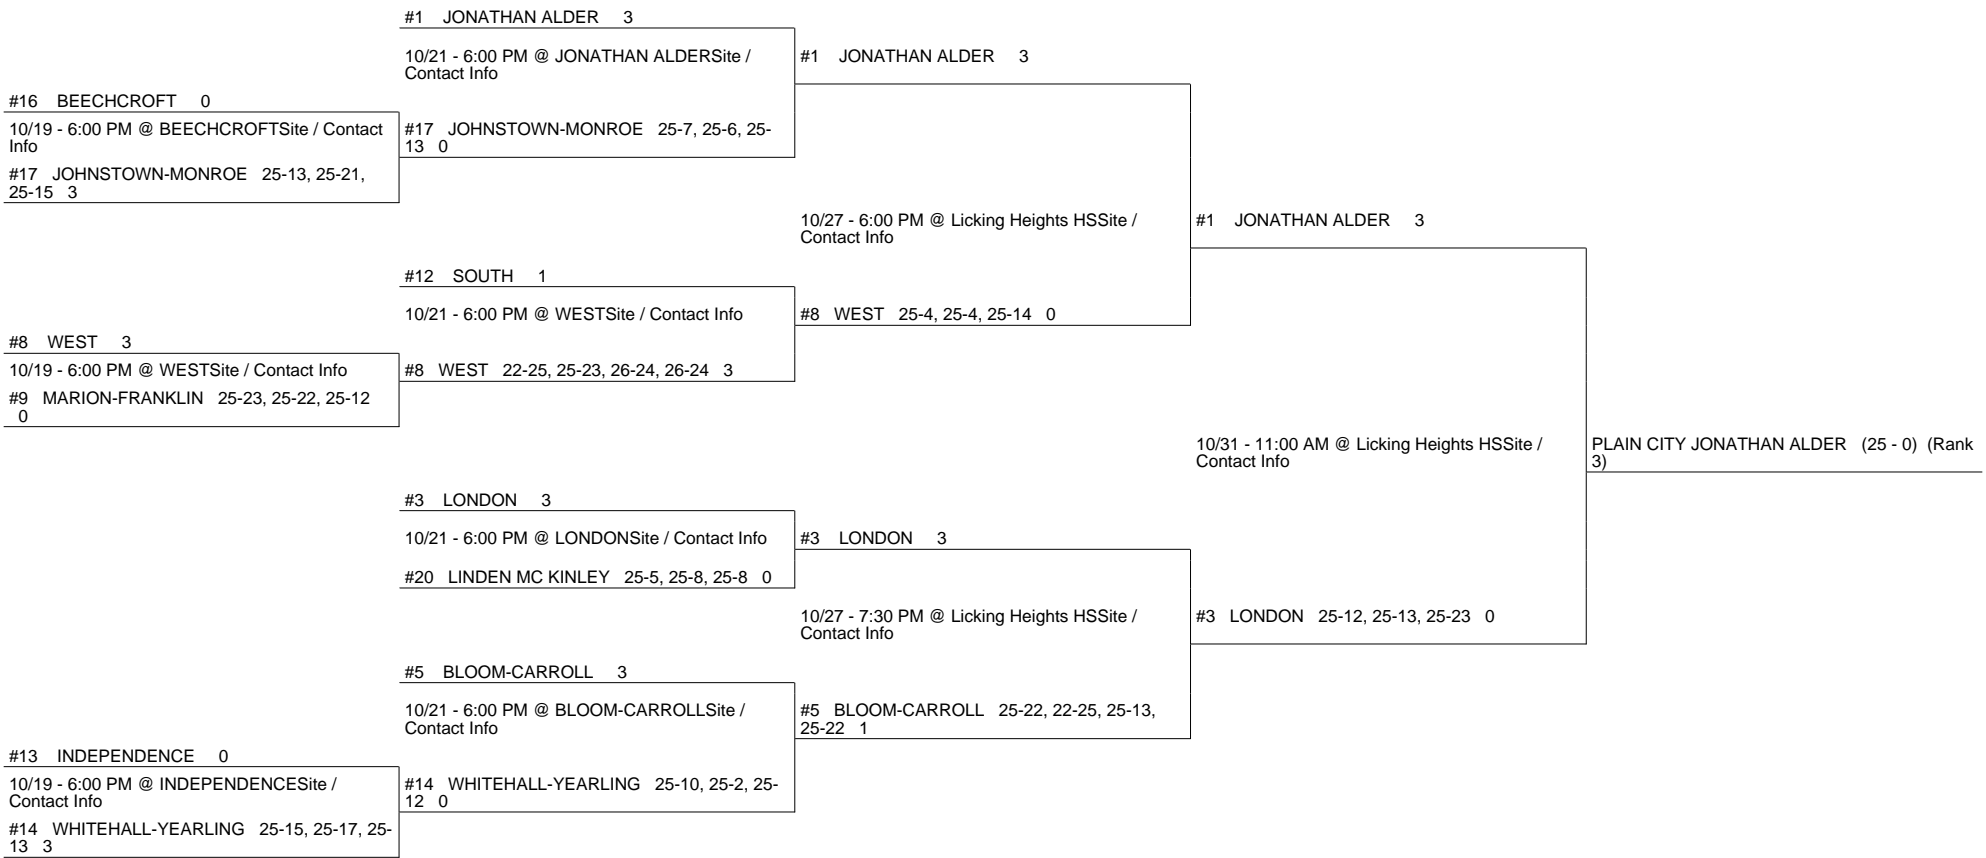 #16 BEECHCROFT 0
10/19 - 6:00 PM @ BEECHCROFTSite / Contact
Info
#17 JOHNSTOWN-MONROE 25-13, 25-21,
25-15 3
#8 WEST 3
10/19 - 6:00 PM @ WESTSite / Contact Info
#9 MARION-FRANKLIN 25-23, 25-22, 25-12
0
#13 INDEPENDENCE 0
10/19 - 6:00 PM @ INDEPENDENCESite /
Contact Info
#14 WHITEHALL-YEARLING 25-15, 25-17, 25-
13 3
#1 JONATHAN ALDER 3
10/21 - 6:00 PM @ JONATHAN ALDERSite /
Contact Info
#17 JOHNSTOWN-MONROE 25-7, 25-6, 25-
13 0
#12 SOUTH 1
10/21 - 6:00 PM @ WESTSite / Contact Info
#8 WEST 22-25, 25-23, 26-24, 26-24 3
#3 LONDON 3
10/21 - 6:00 PM @ LONDONSite / Contact Info
#20 LINDEN MC KINLEY 25-5, 25-8, 25-8 0
#5 BLOOM-CARROLL 3
10/21 - 6:00 PM @ BLOOM-CARROLLSite /
Contact Info
#14 WHITEHALL-YEARLING 25-10, 25-2, 25-
12 0
#1 JONATHAN ALDER 3
10/27 - 6:00 PM @ Licking Heights HSSite /
Contact Info
#8 WEST 25-4, 25-4, 25-14 0
#3 LONDON 3
10/27 - 7:30 PM @ Licking Heights HSSite /
Contact Info
#5 BLOOM-CARROLL 25-22, 22-25, 25-13,
25-22 1
#1 JONATHAN ALDER 3
10/31 - 11:00 AM @ Licking Heights HSSite /
Contact Info
#3 LONDON 25-12, 25-13, 25-23 0
PLAIN CITY JONATHAN ALDER (25 - 0) (Rank
3)